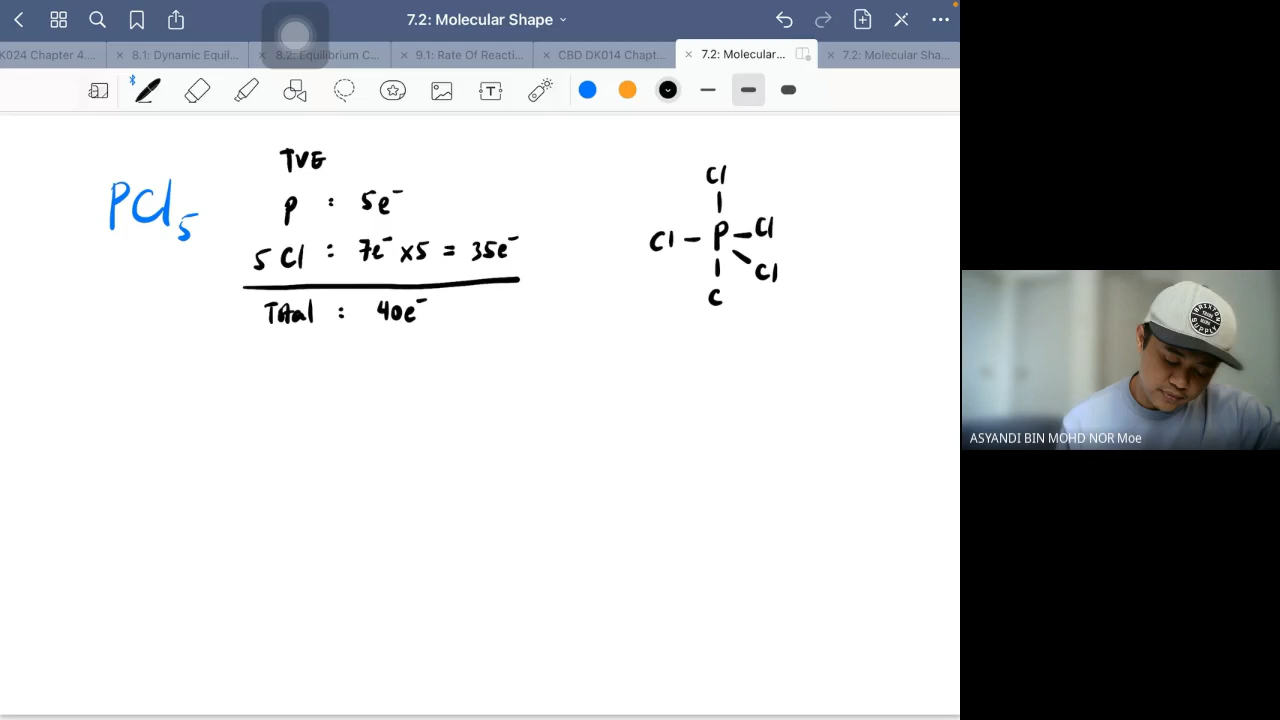 7.2: Molecular Shape
K024 Chapter 4....
8.1: Dynamic Equil...
8.2: Equilibrium C...
9.1: Rate Of Reacti...
CBD DK014 Chapt...
7.2: Molecular...
7.2: Molecular Sha...
TVE
PCl5
P : 5e-
5 Cl : 7e- x5 = 35e-
Total : 40e-
Cl
Cl - P - Cl
Cl
C
BRIXTON
SUPPLY
ASYANDI BIN MOHD NOR Moe